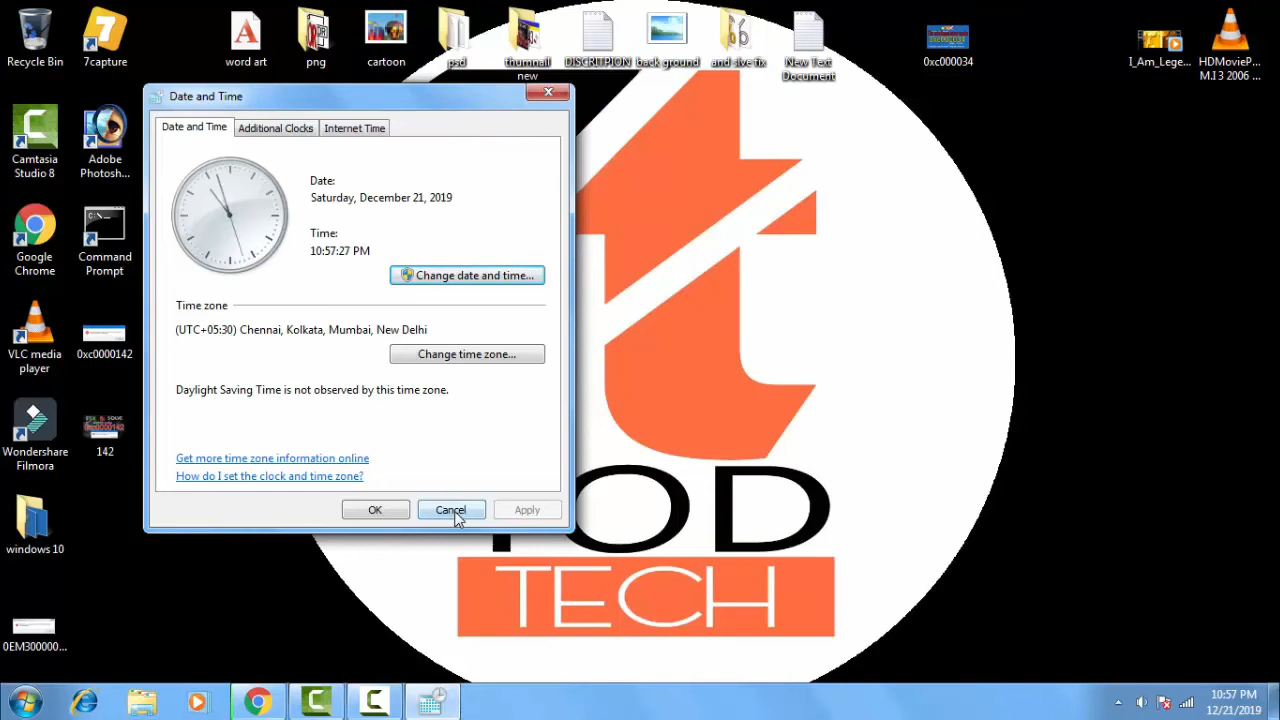 Recycle Bin
7capture
word art
png
cartoon
psd
thumnail
new
DISCRITPION
back ground
and slve fix
New Text
Document
0xc000034
I_Am_Lege...
HDMovieP...
M.I 3 2006 ...
Camtasia
Studio 8
Adobe
Photosh...
Google
Chrome
Command
Prompt
VLC media
player
0xc0000142
Wondershare
Filmora
142
windows 10
0EM300000...
Date and Time
Date and Time
Additional Clocks
Internet Time
Date:
Saturday, December 21, 2019
Time:
10:57:27 PM
Change date and time...
Time zone
(UTC+05:30) Chennai, Kolkata, Mumbai, New Delhi
Change time zone...
Daylight Saving Time is not observed by this time zone.
Get more time zone information online
How do I set the clock and time zone?
OK
Cancel
Apply
OD
TECH
10:57 PM
12/21/2019